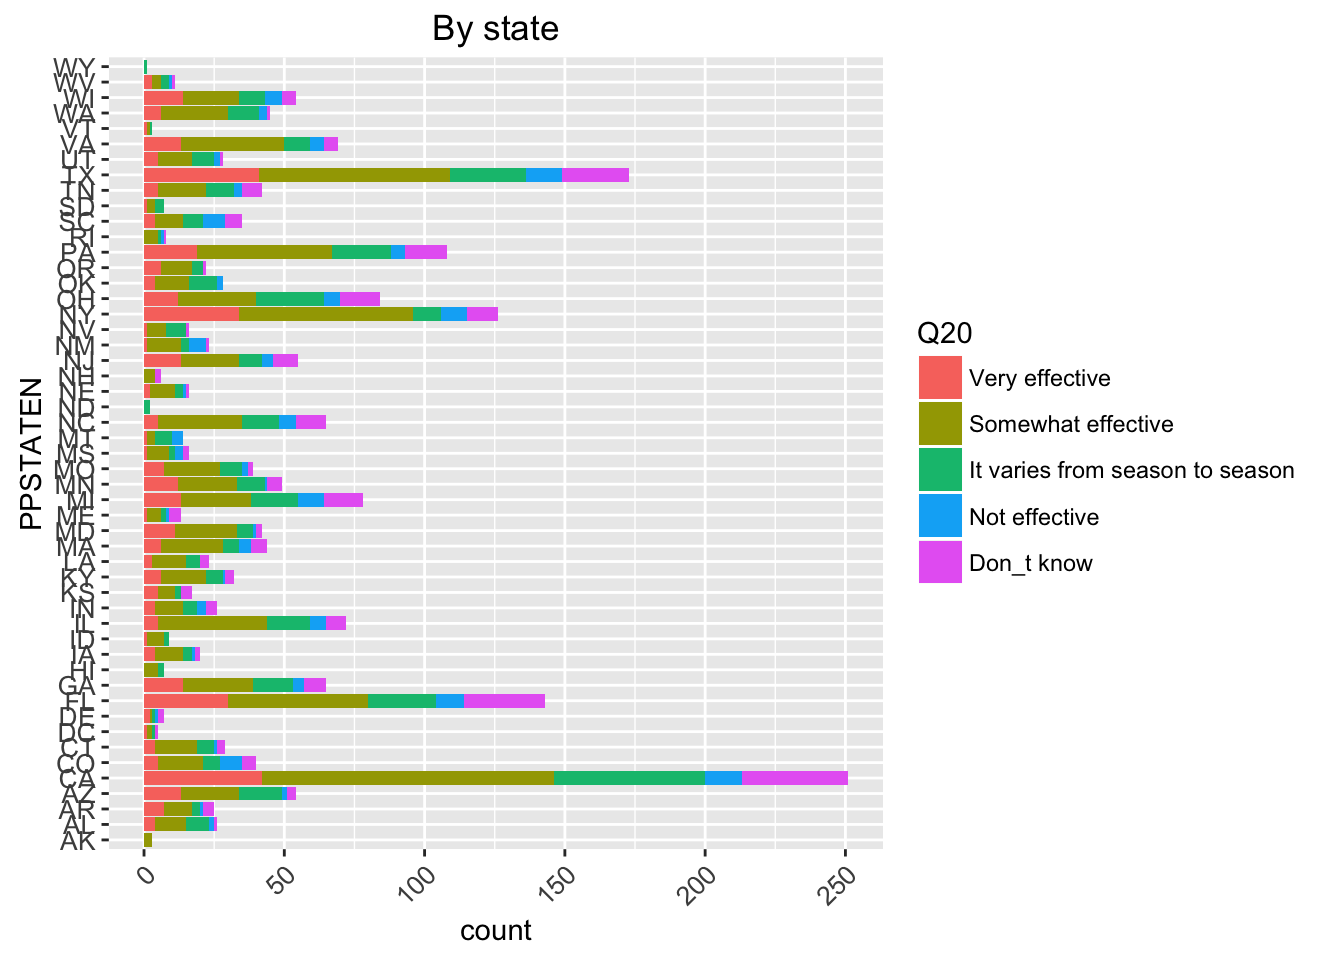 By state
WY
WV
WI
WA
VT
VA
UT
TX
TN
SD
SC
RI
PA
OR
OK
OH
NY
NV
NM
NJ
NH
NE
ND
NC
MT
MS
MO
MN
MI
ME
MD
MA
LA
KY
KS
IN
IL
ID
IA
HI
GA
FL
DE
DC
CT
CO
CA
AZ
AR
AL
AK
PPSTATEN
0 50 100 150 200 250
count
Q20
Very effective
Somewhat effective
It varies from season to season
Not effective
Don_t know